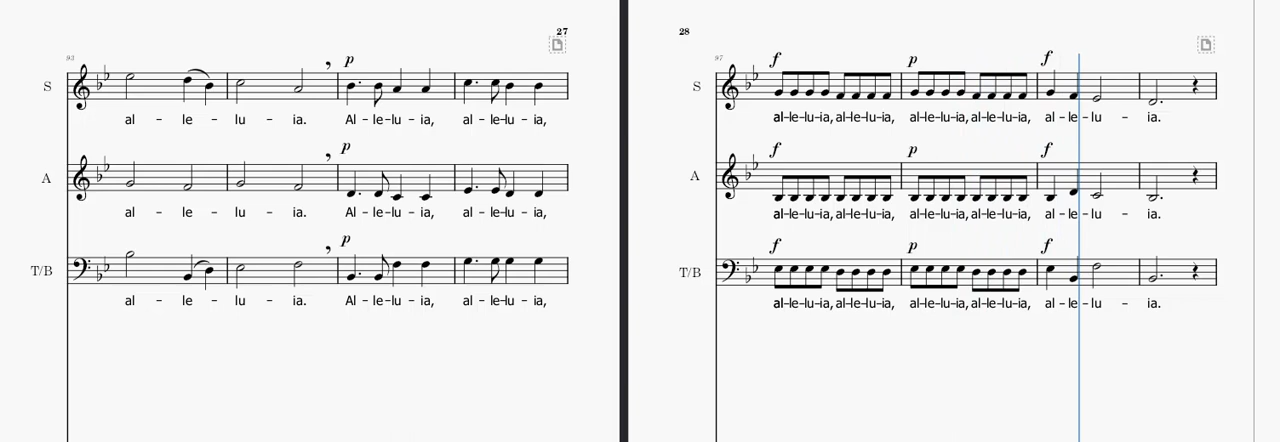 27
93
p
S
al – le – lu – ia. Al – le – lu – ia, al – le – lu – ia,
p
A
al – le – lu – ia. Al – le – lu – ia, al – le – lu – ia,
p
T/B
al – le – lu – ia. Al – le – lu – ia, al – le – lu – ia,
28
97
f p f
S
al–le–lu–ia, al–le–lu–ia, al–le–lu–ia, al–le–lu–ia, al – le – lu – ia.
f p f
A
al–le–lu–ia, al–le–lu–ia, al–le–lu–ia, al–le–lu–ia, al – le – lu – ia.
f p f
T/B
al–le–lu–ia, al–le–lu–ia, al–le–lu–ia, al–le–lu–ia, al – le – lu – ia.